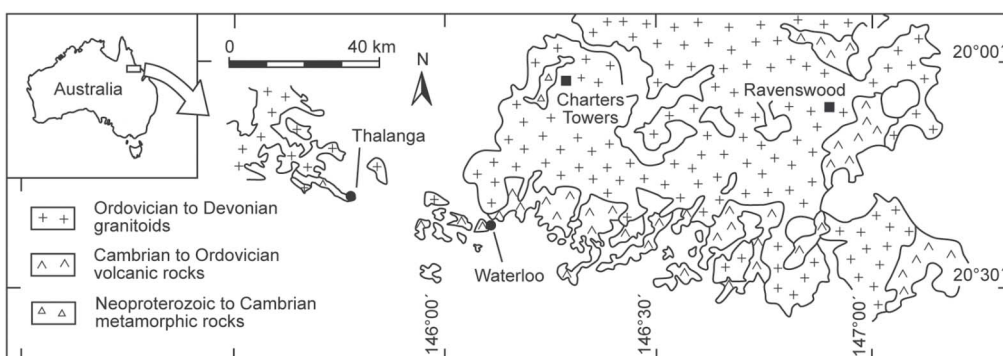 Australia
0
40 km
N
Thalanga
Charters
Towers
Ravenswood
Waterloo
20°00'
20°30'
146°00'
146°30'
147°00'
Ordovician to Devonian
granitoids
Cambrian to Ordovician
volcanic rocks
Neoproterozoic to Cambrian
metamorphic rocks